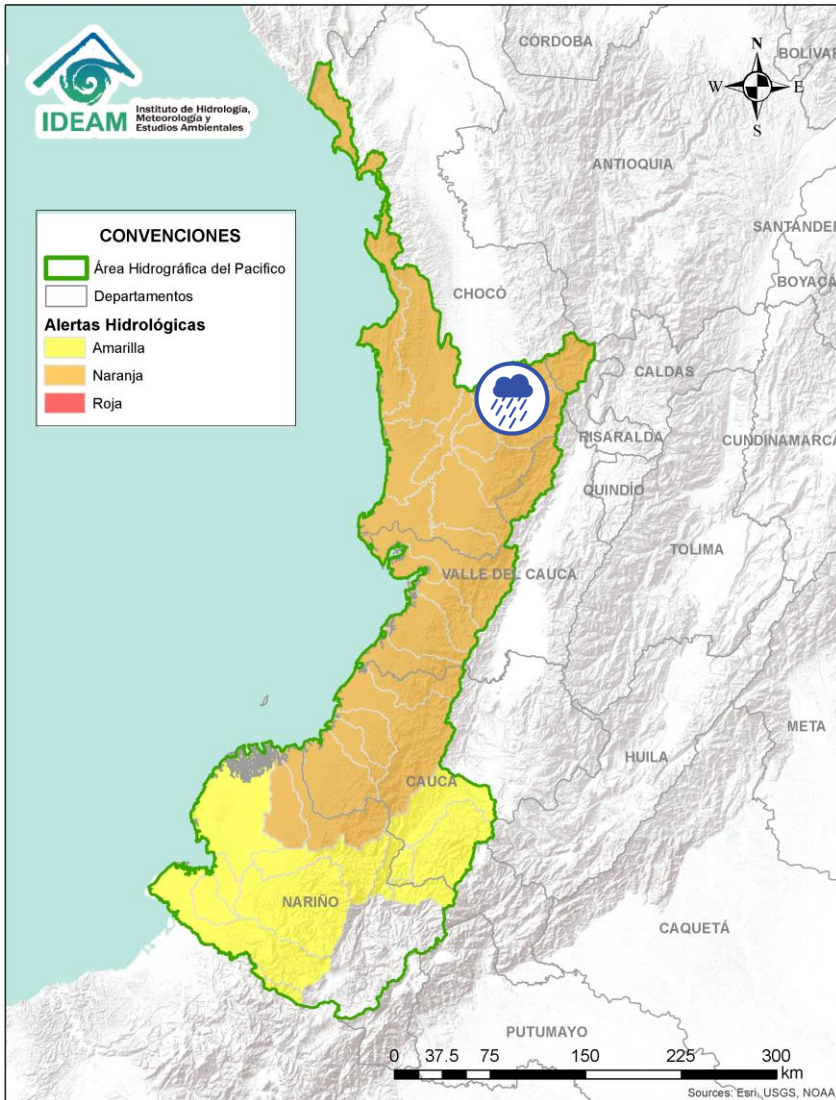 IDEAM
Instituto de Hidrología,
Meteorología y
Estudios Ambientales
CÓRDOBA
BOLÍVAR
N
W
E
S
ANTIOQUIA
SANTANDER
BOYACÁ
CONVENCIONES
Área Hidrográfica del Pacifico
Departamentos
Alertas Hidrológicas
Amarilla
Naranja
Roja
CHOCÓ
CALDAS
RISARALDA
CUNDINAMARCA
QUINDÍO
TOLIMA
VALLE DEL CAUCA
META
HUILA
CAUCA
NARIÑO
CAQUETÁ
PUTUMAYO
0 37.5 75 150 225 300
km
Sources: Esri, USGS, NOAA